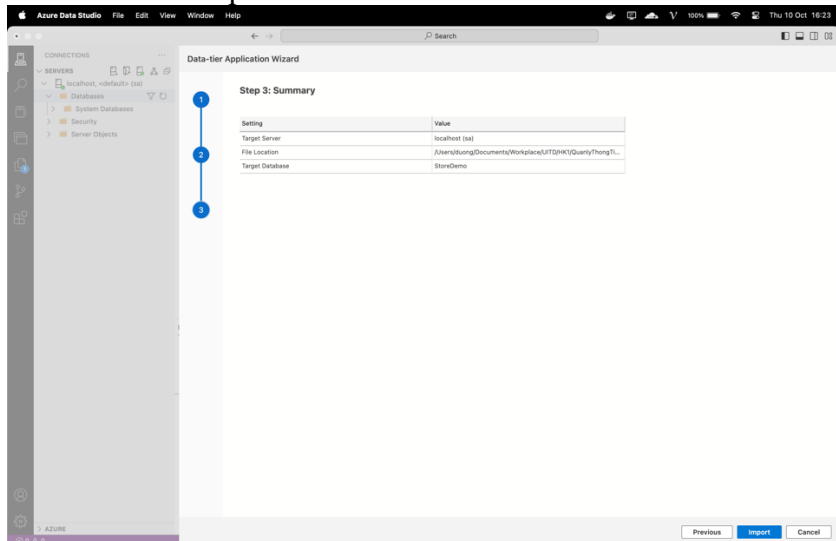 Azure Data Studio File Edit View Window Help 100% Thu 10 Oct 16:23
Search
CONNECTIONS
Data-tier Application Wizard
SERVERS
localhost, <default> (sa)
Databases
System Databases
Security
Server Objects
1
2
3
Step 3: Summary
Setting Value
Target Server localhost (sa)
File Location /Users/duong/Documents/Workplace/UITD/HK1/QuanlyThongTi...
Target Database StoreDemo
AZURE
Previous Import Cancel